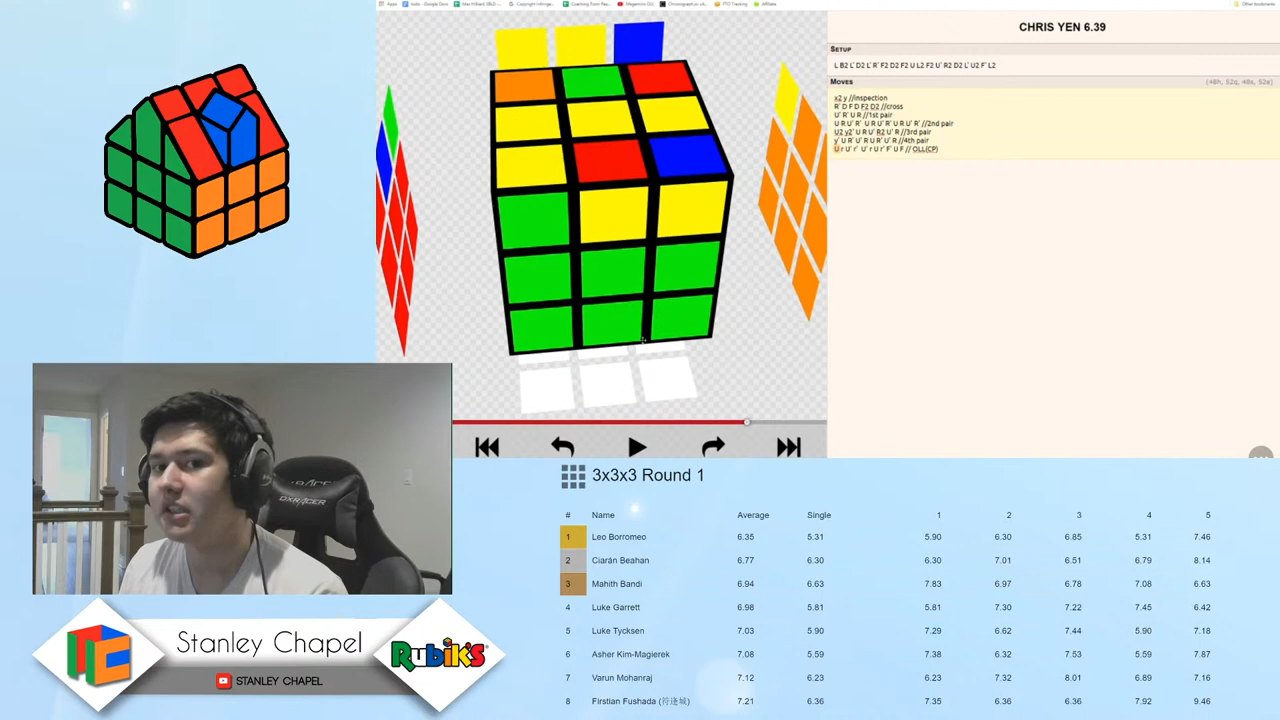 Apps
CHRIS YEN 6.39
SETUP
L B2 L' D2 L' R' F2 D2 F2 U L2 F2 U' R2 D2 L' U2 F' L2
MOVES
x2 y //inspection
R' D F D F2 D2 //cross
U' R' U R //1st pair
U R U' R' U R U' R' U R U' R' //2nd pair
U2 y2' U R U' R2 U' R //3rd pair
y' U R' U' R U R' U' R //4th pair
U r U' r' U' r U r' F' U F // OLL(CP)
DXRACER
Stanley Chapel
STANLEY CHAPEL
Rubik's
3x3x3 Round 1
# Name Average Single 1 2 3 4 5
1 Leo Borromeo 6.35 5.31 5.90 6.30 6.85 5.31 7.46
2 Ciarán Beahan 6.77 6.30 6.30 7.01 6.51 6.79 8.14
3 Mahith Bandi 6.94 6.63 7.83 6.97 6.78 7.08 6.63
4 Luke Garrett 6.98 5.81 5.81 7.30 7.22 7.45 6.42
5 Luke Tycksen 7.03 5.90 7.29 6.62 7.44 5.90 7.18
6 Asher Kim-Magierek 7.08 5.59 7.38 6.32 7.53 5.59 7.87
7 Varun Mohanraj 7.12 6.23 6.23 7.32 8.01 6.89 7.16
8 Firstian Fushada (符逢城) 7.21 6.36 7.35 6.36 6.36 7.92 9.46